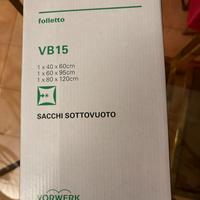 folletto
VB15
1 x 40 x 60cm
1 x 60 x 95cm
1 x 80 x 120cm
SACCHI SOTTOVUOTO
VORWERK